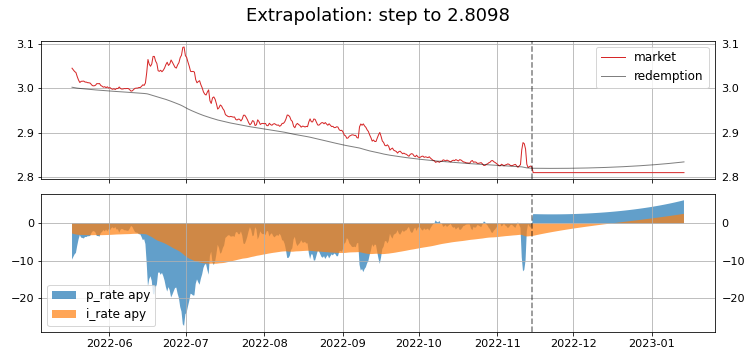 Extrapolation: step to 2.8098
3.1
3.0
2.9
2.8
market
redemption
3.1
3.0
2.9
2.8
0
−10
−20
p_rate apy
i_rate apy
0
−10
−20
2022-06 2022-07 2022-08 2022-09 2022-10 2022-11 2022-12 2023-01